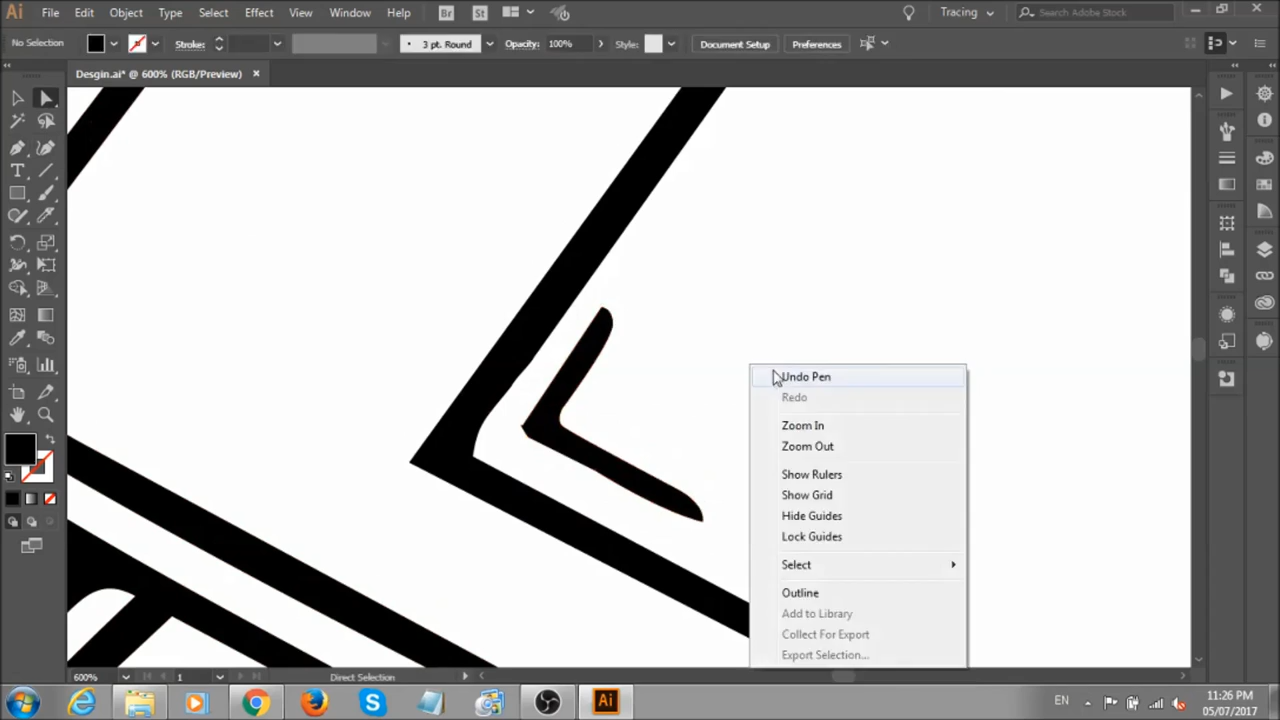 Ai File Edit Object Type Select Effect View Window Help Br St Tracing Search Adobe Stock
No Selection Stroke: 3 pt. Round Opacity: 100% Style: Document Setup Preferences
Desgin.ai* @ 600% (RGB/Preview)
Undo Pen
Redo
Zoom In
Zoom Out
Show Rulers
Show Grid
Hide Guides
Lock Guides
Select
Outline
Add to Library
Collect For Export
Export Selection...
600% 1 Direct Selection
Ai EN 11:26 PM
05/07/2017